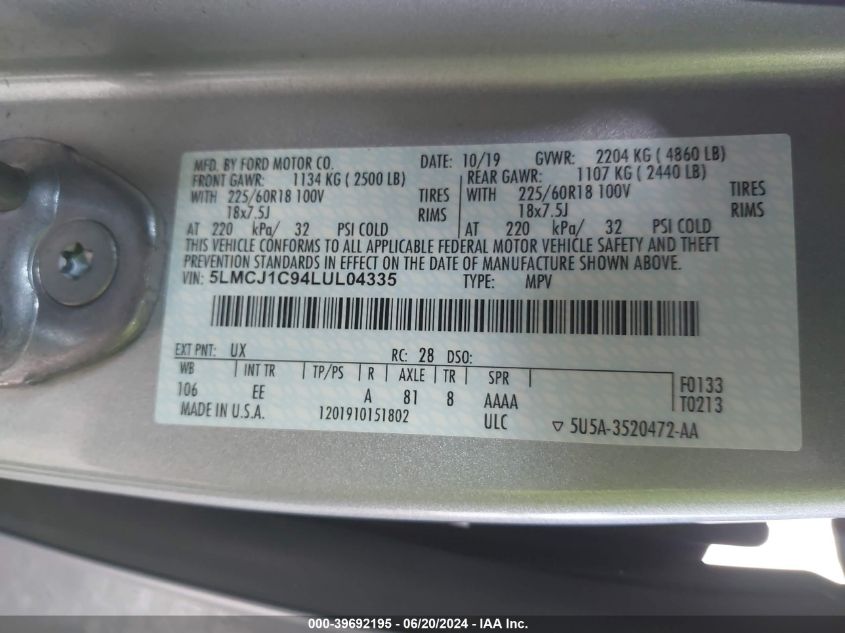 MFD. BY FORD MOTOR CO. DATE: 10/19 GVWR: 2204 KG ( 4860 LB)
FRONT GAWR: 1134 KG ( 2500 LB) REAR GAWR: 1107 KG ( 2440 LB)
WITH 225/60R18 100V TIRES WITH 225/60R18 100V TIRES
18x7.5J RIMS 18x7.5J RIMS
AT 220 kPa/ 32 PSI COLD AT 220 kPa/ 32 PSI COLD
THIS VEHICLE CONFORMS TO ALL APPLICABLE FEDERAL MOTOR VEHICLE SAFETY AND THEFT
PREVENTION STANDARDS IN EFFECT ON THE DATE OF MANUFACTURE SHOWN ABOVE.
VIN: 5LMCJ1C94LUL04335 TYPE: MPV
EXT PNT: UX RC: 28 DSO:
WB INT TR TP/PS R AXLE TR SPR F0133
106 EE A 81 8 AAAA T0213
MADE IN U.S.A. 1201910151802 ULC ▽ 5U5A-3520472-AA
000-39692195 - 06/20/2024 - IAA Inc.